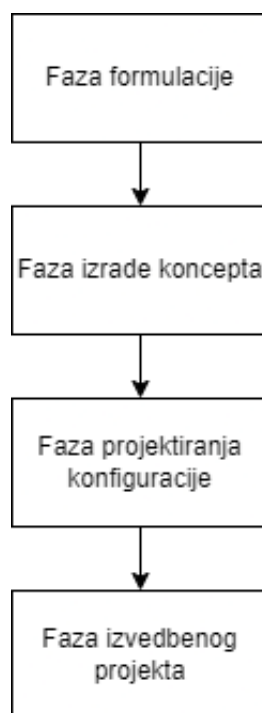 Faza formulacije
Faza izrade koncepta
Faza projektiranja
konfiguracije
Faza izvedbenog
projekta